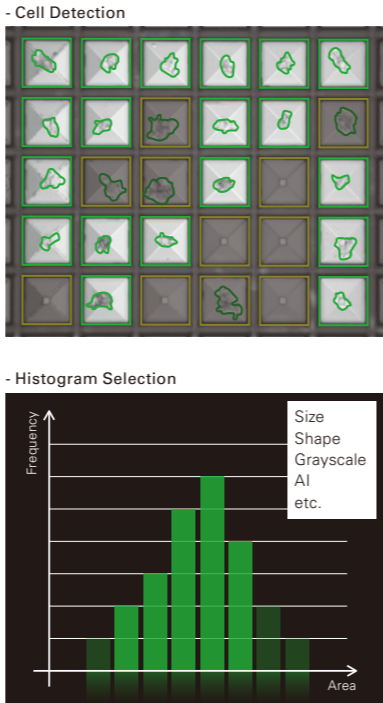 - Cell Detection
- Histogram Selection
Frequency
Size
Shape
Grayscale
AI
etc.
Area